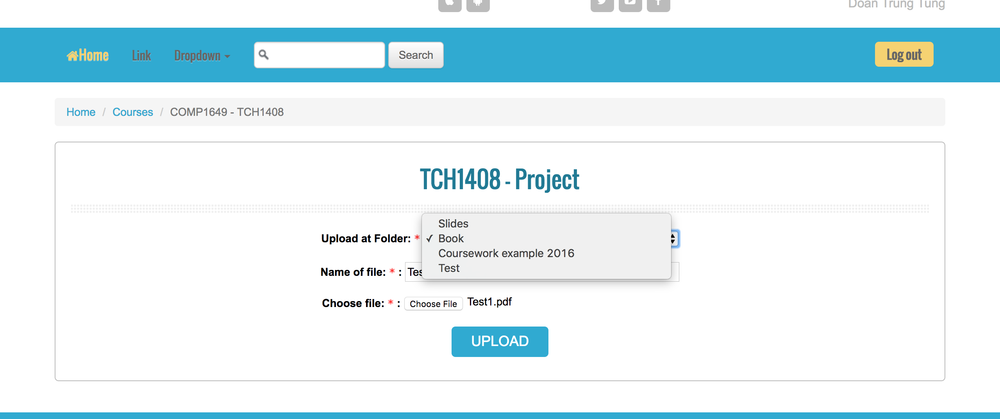 Doan Trung Tung
Home Link Dropdown Search Log out
Home / Courses / COMP1649 - TCH1408
TCH1408 - Project
Slides
Upload at Folder: * ✓ Book
Coursework example 2016
Name of file: * : Tes
Test
Choose file: * : Choose File Test1.pdf
UPLOAD